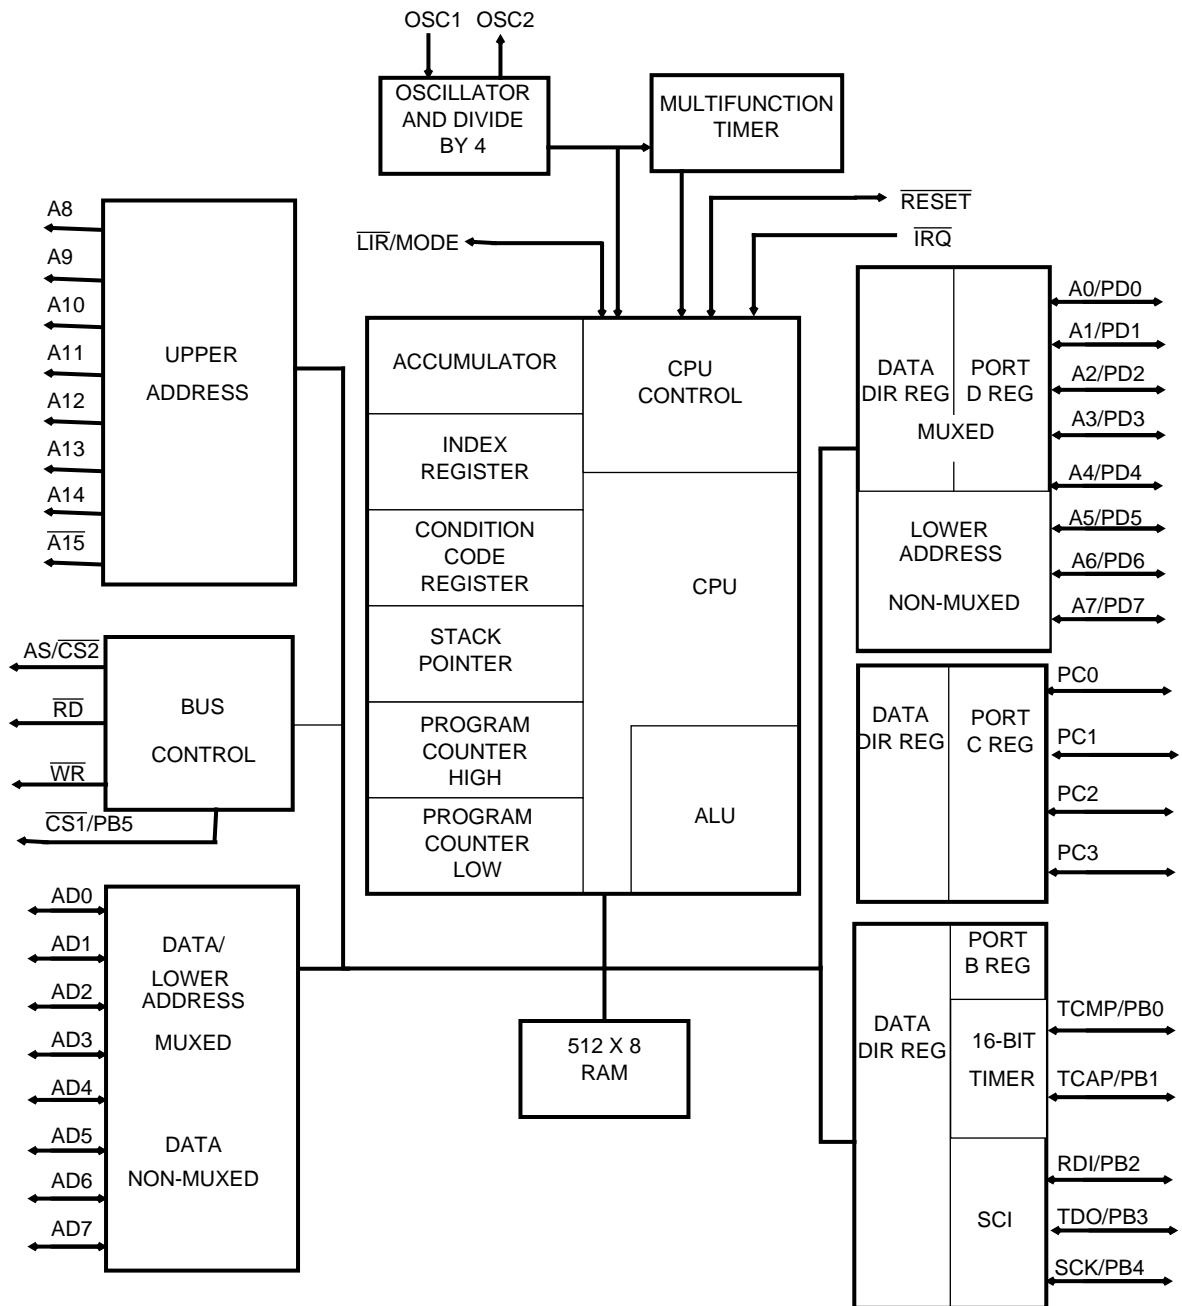 OSC1 OSC2
OSCILLATOR
AND DIVIDE
BY 4
MULTIFUNCTION
TIMER
RESET
IRQ
LIR/MODE
A8
A9
A10
A11
A12
A13
A14
A15
UPPER
ADDRESS
AS/CS2
RD
WR
CS1/PB5
BUS
CONTROL
AD0
AD1
AD2
AD3
AD4
AD5
AD6
AD7
DATA/
LOWER
ADDRESS
MUXED
DATA
NON-MUXED
ACCUMULATOR
INDEX
REGISTER
CONDITION
CODE
REGISTER
STACK
POINTER
PROGRAM
COUNTER
HIGH
PROGRAM
COUNTER
LOW
CPU
CONTROL
CPU
ALU
512 X 8
RAM
DATA
DIR REG
PORT
D REG
MUXED
LOWER
ADDRESS
NON-MUXED
A0/PD0
A1/PD1
A2/PD2
A3/PD3
A4/PD4
A5/PD5
A6/PD6
A7/PD7
DATA
DIR REG
PORT
C REG
PC0
PC1
PC2
PC3
DATA
DIR REG
PORT
B REG
16-BIT
TIMER
SCI
TCMP/PB0
TCAP/PB1
RDI/PB2
TDO/PB3
SCK/PB4